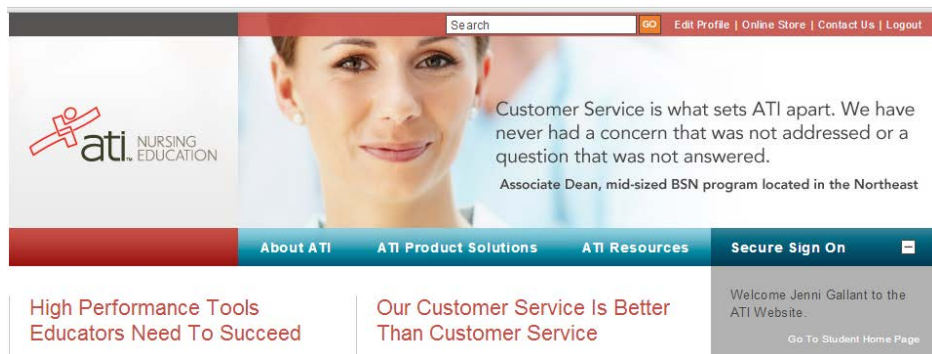 Search
GO
Edit Profile | Online Store | Contact Us | Logout
ati™ NURSING
EDUCATION
Customer Service is what sets ATI apart. We have
never had a concern that was not addressed or a
question that was not answered.
Associate Dean, mid-sized BSN program located in the Northeast
About ATI
ATI Product Solutions
ATI Resources
Secure Sign On
High Performance Tools
Educators Need To Succeed
Our Customer Service Is Better
Than Customer Service
Welcome Jenni Gallant to the
ATI Website.
Go To Student Home Page